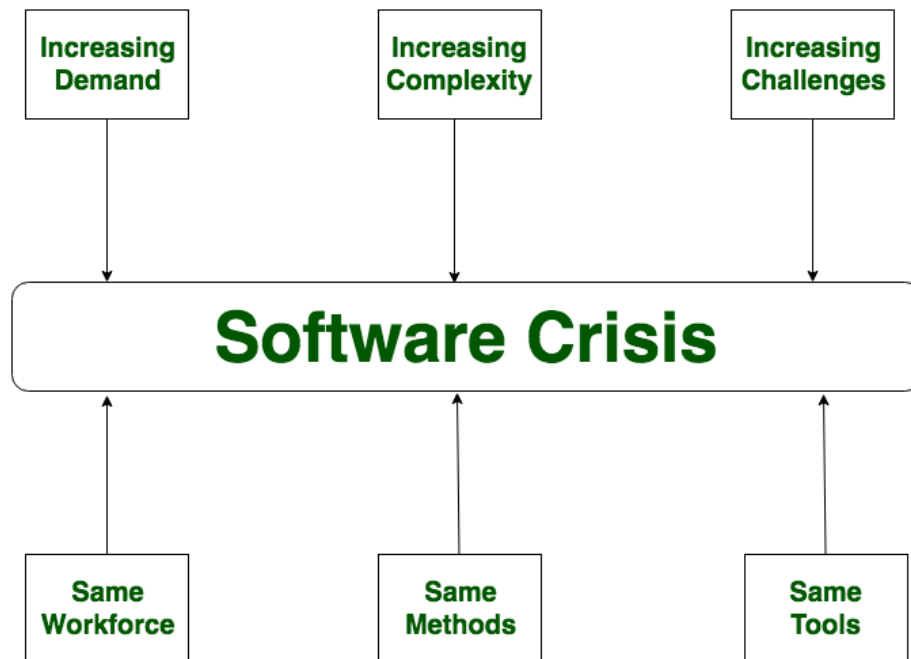 Increasing
Demand
Increasing
Complexity
Increasing
Challenges
Software Crisis
Same
Workforce
Same
Methods
Same
Tools